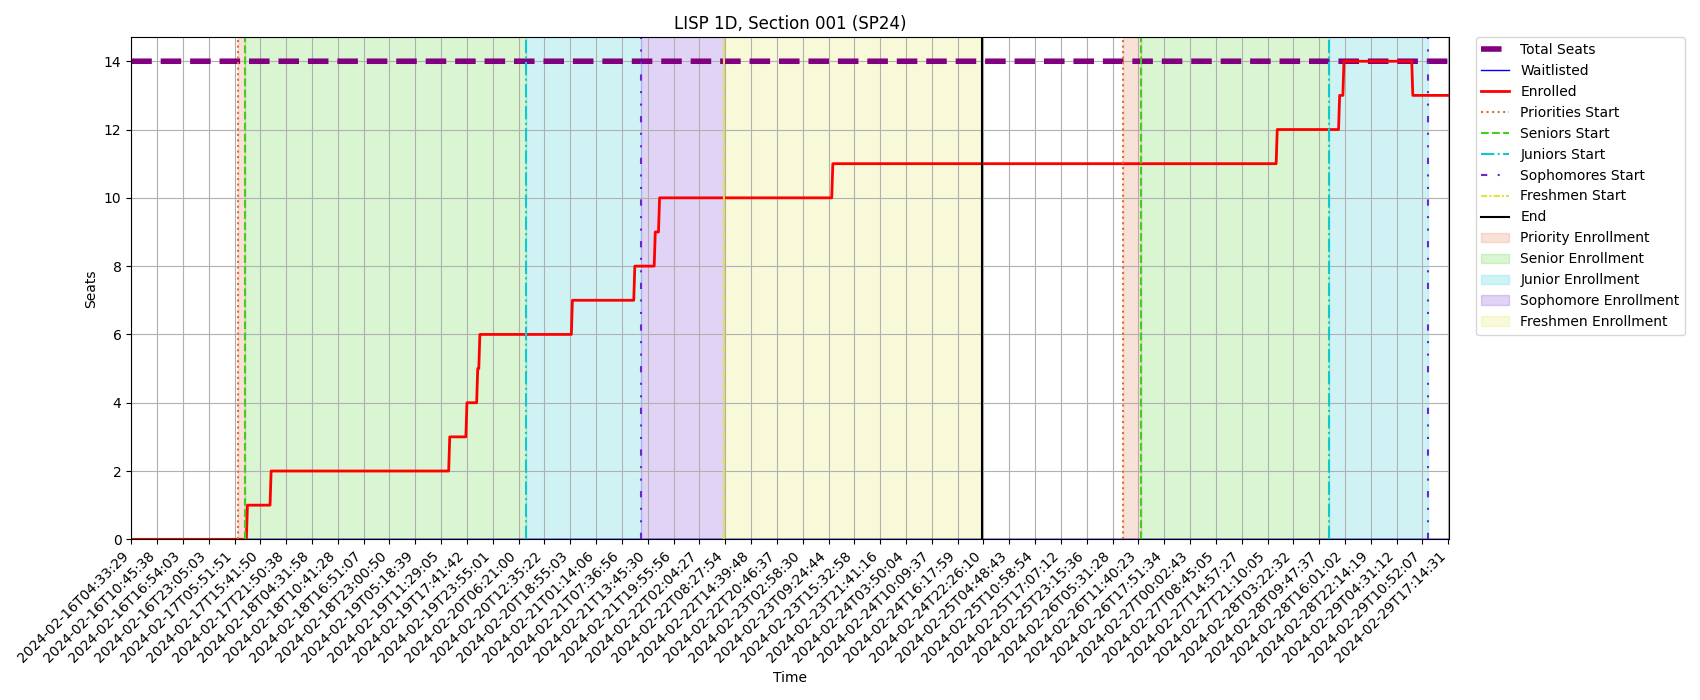 LISP 1D, Section 001 (SP24)
14
12
10
8
6
4
2
0
Seats
2024-02-16T04:33:29
2024-02-16T10:45:38
2024-02-16T16:54:03
2024-02-16T23:05:03
2024-02-17T05:51:51
2024-02-17T15:41:50
2024-02-17T21:50:38
2024-02-18T04:31:58
2024-02-18T10:41:28
2024-02-18T16:51:07
2024-02-18T23:00:50
2024-02-19T05:18:39
2024-02-19T11:29:05
2024-02-19T17:41:42
2024-02-19T23:55:01
2024-02-20T06:21:00
2024-02-20T12:35:22
2024-02-20T18:55:03
2024-02-21T01:14:06
2024-02-21T07:36:56
2024-02-21T13:45:30
2024-02-21T19:55:56
2024-02-22T02:04:27
2024-02-22T08:27:54
2024-02-22T14:39:48
2024-02-22T20:46:37
2024-02-23T02:58:30
2024-02-23T09:24:44
2024-02-23T15:32:58
2024-02-23T21:41:16
2024-02-24T03:50:04
2024-02-24T10:09:37
2024-02-24T16:17:59
2024-02-24T22:26:10
2024-02-25T04:48:43
2024-02-25T10:58:54
2024-02-25T17:07:12
2024-02-25T23:15:36
2024-02-26T05:31:28
2024-02-26T11:40:23
2024-02-26T17:51:34
2024-02-27T00:02:43
2024-02-27T08:45:05
2024-02-27T14:57:27
2024-02-27T21:10:05
2024-02-28T03:22:32
2024-02-28T09:47:37
2024-02-28T16:01:02
2024-02-28T22:14:19
2024-02-29T04:31:12
2024-02-29T10:52:07
2024-02-29T17:14:31
Time
Total Seats
Waitlisted
Enrolled
Priorities Start
Seniors Start
Juniors Start
Sophomores Start
Freshmen Start
End
Priority Enrollment
Senior Enrollment
Junior Enrollment
Sophomore Enrollment
Freshmen Enrollment